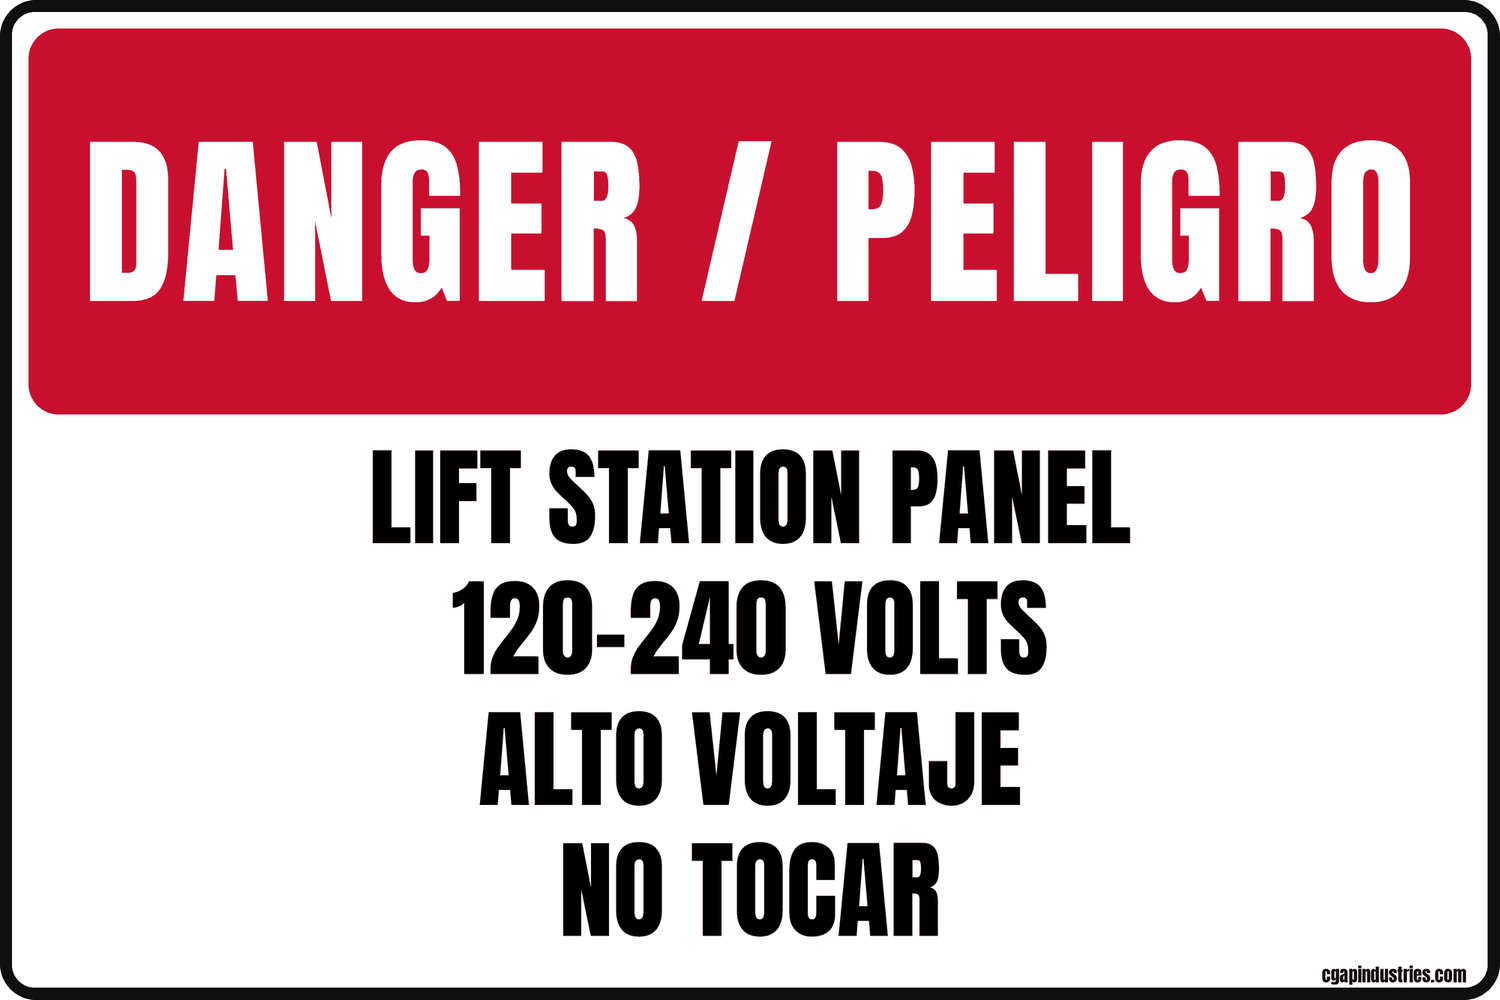 DANGER / PELIGRO
LIFT STATION PANEL
120-240 VOLTS
ALTO VOLTAJE
NO TOCAR
cgapindustries.com